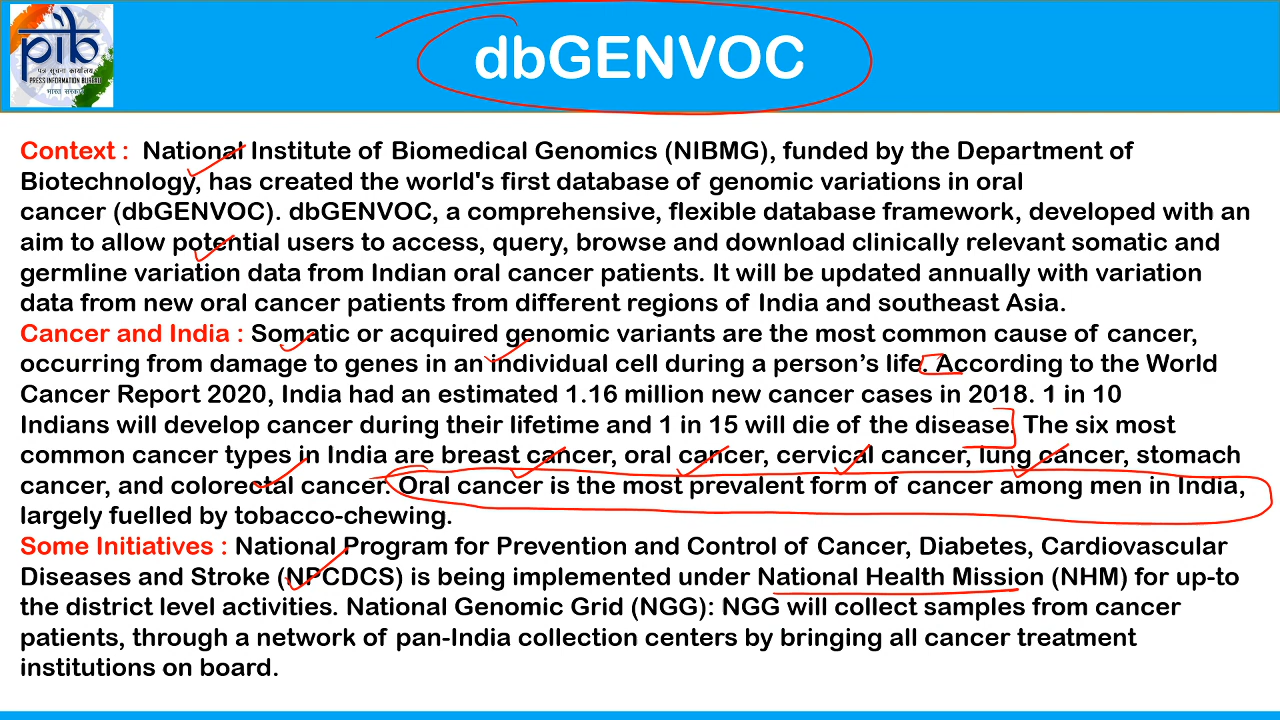 pib
पत्र सूचना कार्यालय
PRESS INFORMATION BUREAU
भारत सरकार
dbGENVOC
Context : National Institute of Biomedical Genomics (NIBMG), funded by the Department of
Biotechnology, has created the world's first database of genomic variations in oral
cancer (dbGENVOC). dbGENVOC, a comprehensive, flexible database framework, developed with an
aim to allow potential users to access, query, browse and download clinically relevant somatic and
germline variation data from Indian oral cancer patients. It will be updated annually with variation
data from new oral cancer patients from different regions of India and southeast Asia.
Cancer and India : Somatic or acquired genomic variants are the most common cause of cancer,
occurring from damage to genes in an individual cell during a person’s life. According to the World
Cancer Report 2020, India had an estimated 1.16 million new cancer cases in 2018. 1 in 10
Indians will develop cancer during their lifetime and 1 in 15 will die of the disease. The six most
common cancer types in India are breast cancer, oral cancer, cervical cancer, lung cancer, stomach
cancer, and colorectal cancer. Oral cancer is the most prevalent form of cancer among men in India,
largely fuelled by tobacco-chewing.
Some Initiatives : National Program for Prevention and Control of Cancer, Diabetes, Cardiovascular
Diseases and Stroke (NPCDCS) is being implemented under National Health Mission (NHM) for up-to
the district level activities. National Genomic Grid (NGG): NGG will collect samples from cancer
patients, through a network of pan-India collection centers by bringing all cancer treatment
institutions on board.